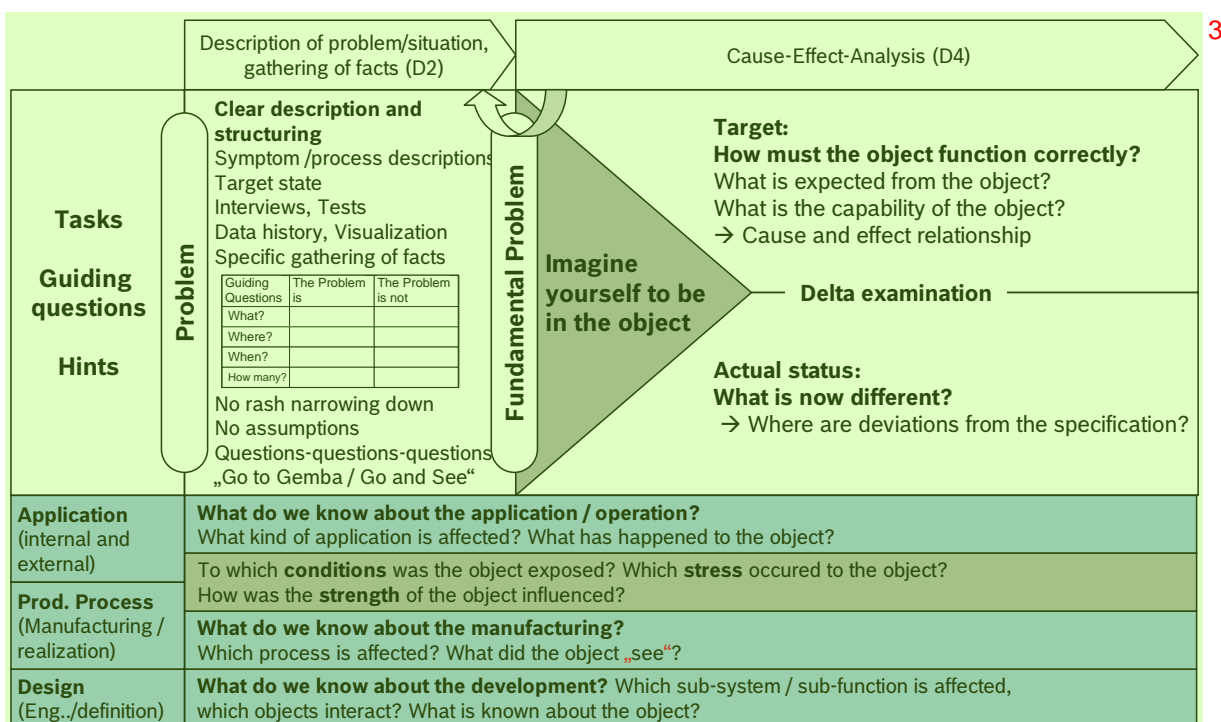 3
Description of problem/situation,
gathering of facts (D2)
Cause-Effect-Analysis (D4)
Tasks
Guiding
questions
Hints
Problem
Clear description and
structuring
Symptom /process descriptions
Target state
Interviews, Tests
Data history, Visualization
Specific gathering of facts
Guiding Questions The Problem is The Problem is not
What?
Where?
When?
How many?
No rash narrowing down
No assumptions
Questions-questions-questions
„Go to Gemba / Go and See“
Fundamental Problem
Imagine
yourself to be
in the object
Target:
How must the object function correctly?
What is expected from the object?
What is the capability of the object?
→ Cause and effect relationship
Delta examination
Actual status:
What is now different?
→ Where are deviations from the specification?
Application
(internal and
external)
What do we know about the application / operation?
What kind of application is affected? What has happened to the object?
To which conditions was the object exposed? Which stress occured to the object?
How was the strength of the object influenced?
Prod. Process
(Manufacturing /
realization)
What do we know about the manufacturing?
Which process is affected? What did the object „see“?
Design
(Eng../definition)
What do we know about the development? Which sub-system / sub-function is affected,
which objects interact? What is known about the object?